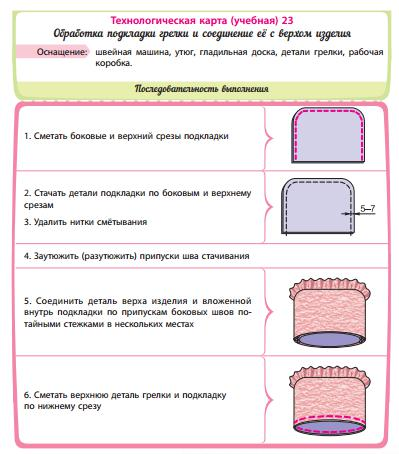 Технологическая карта (учебная) 23
Обработка подкладки грелки и соединение её с верхом изделия
Оснащение: швейная машина, утюг, гладильная доска, детали грелки, рабочая
коробка.
Последовательность выполнения
1. Сметать боковые и верхний срезы подкладки
2. Стачать детали подкладки по боковым и верхнему
срезам
5–7
3. Удалить нитки смётывания
4. Заутюжить (разутюжить) припуски шва стачивания
5. Соединить деталь верха изделия и вложенной
внутрь подкладки по припускам боковых швов по-
тайными стежками в нескольких местах
6. Сметать верхнюю деталь грелки и подкладку
по нижнему срезу